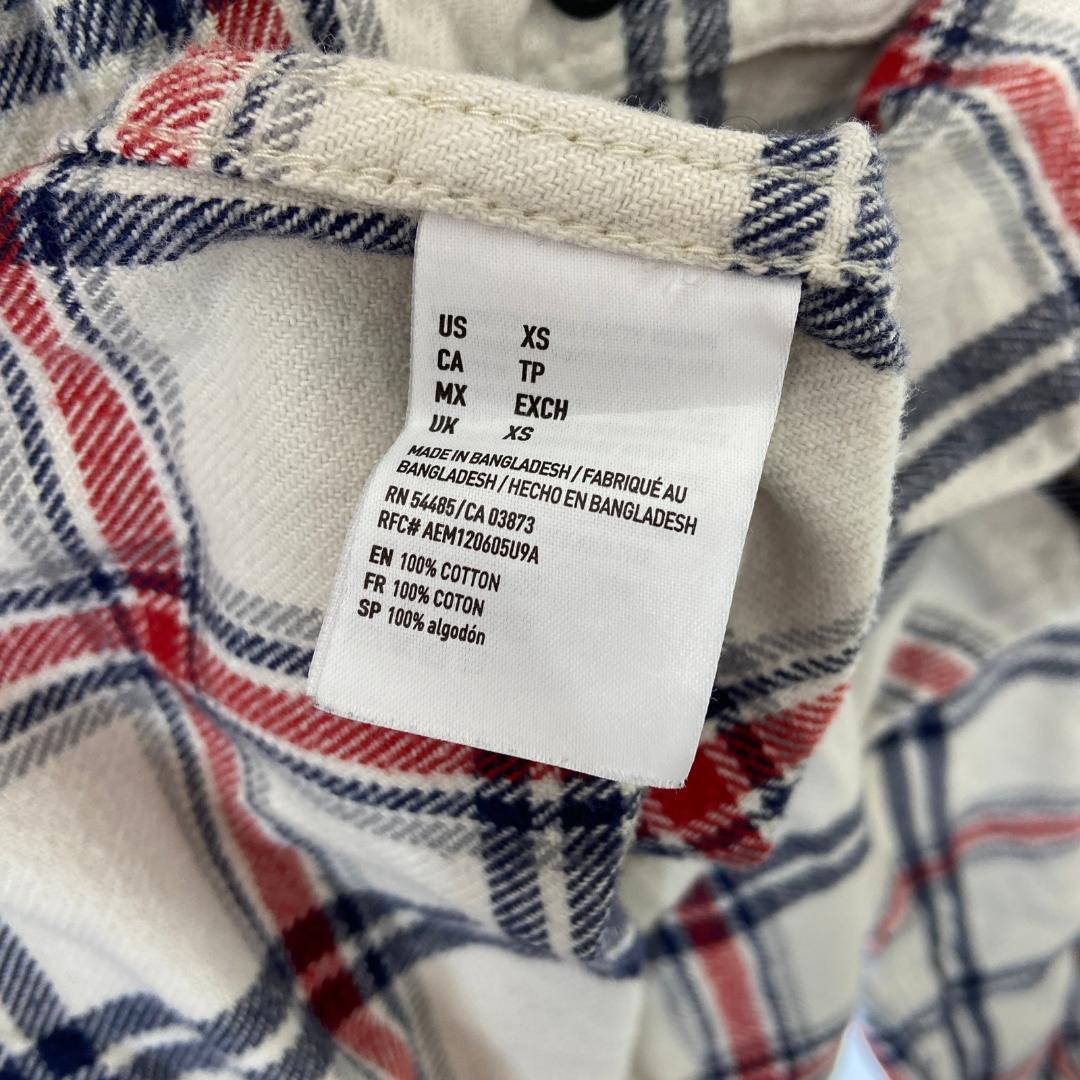 US XS
CA TP
MX EXCH
UK XS
MADE IN BANGLADESH / FABRIQUÉ AU
BANGLADESH / HECHO EN BANGLADESH
RN 54485 / CA 03873
RFC# AEM120605U9A
EN 100% COTTON
FR 100% COTON
SP 100% algodón